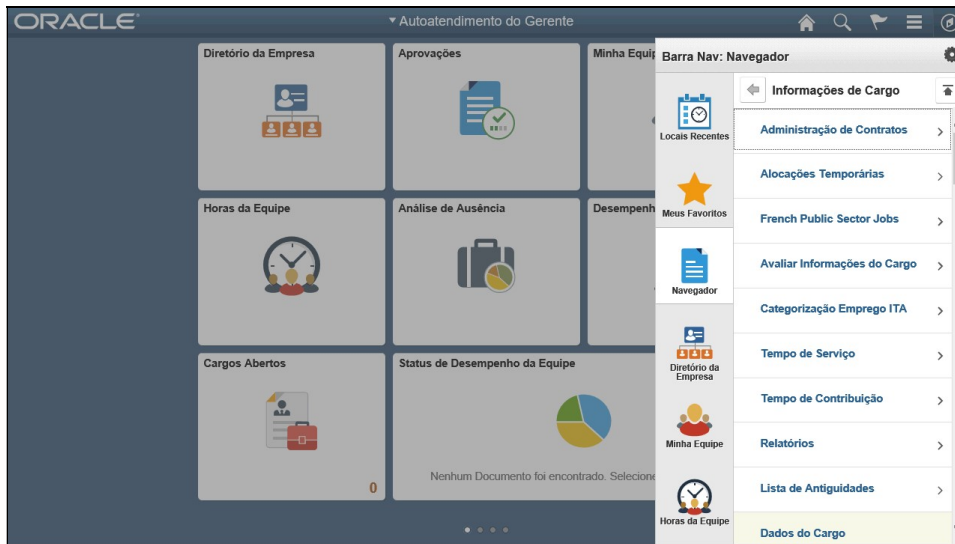 ORACLE
Autoatendimento do Gerente
Diretório da Empresa
Aprovações
Minha Equip
Horas da Equipe
Análise de Ausência
Desempenh
Cargos Abertos
0
Status de Desempenho da Equipe
Nenhum Documento foi encontrado. Selecione
Barra Nav: Navegador
Locais Recentes
Meus Favoritos
Navegador
Diretório da
Empresa
Minha Equipe
Horas da Equipe
Informações de Cargo
Administração de Contratos
Alocações Temporárias
French Public Sector Jobs
Avaliar Informações do Cargo
Categorização Emprego ITA
Tempo de Serviço
Tempo de Contribuição
Relatórios
Lista de Antiguidades
Dados do Cargo